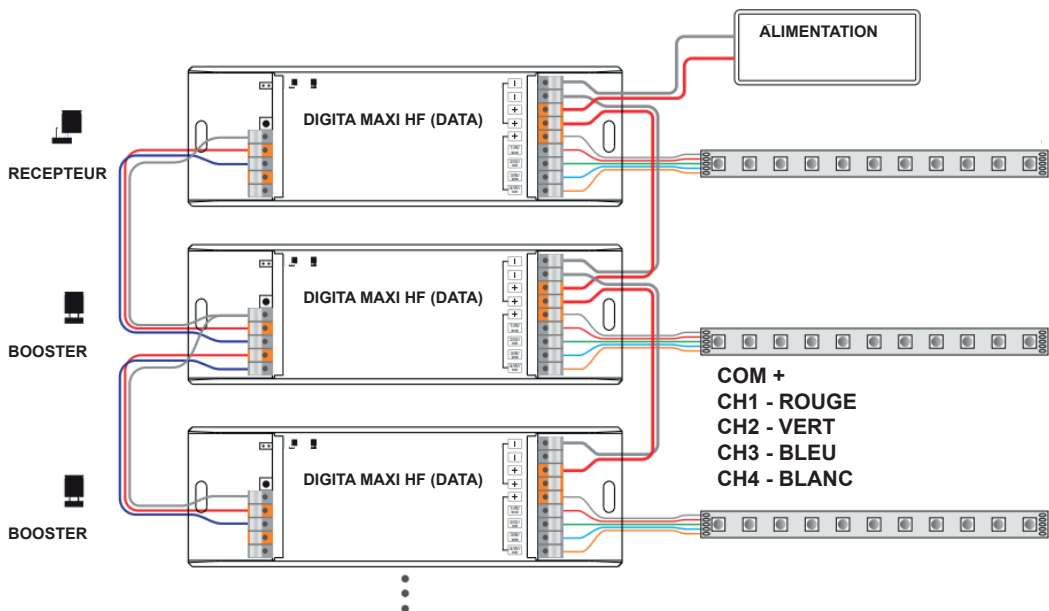 ALIMENTATION
DIGITA MAXI HF (DATA)
RECEPTEUR
DIGITA MAXI HF (DATA)
BOOSTER
COM +
CH1 - ROUGE
CH2 - VERT
CH3 - BLEU
CH4 - BLANC
DIGITA MAXI HF (DATA)
BOOSTER